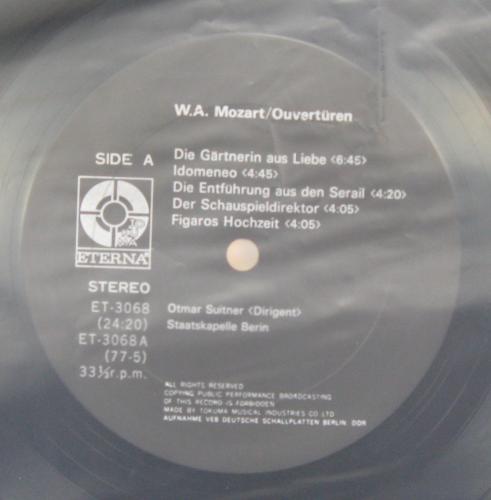 W.A. Mozart/Ouvertüren
SIDE A
Die Gärtnerin aus Liebe <6:45>
Idomeneo <4:45>
Die Entführung aus den Serail <4:20>
Der Schauspieldirektor <4:05>
Figaros Hochzeit <4:05>
ETERNA
STEREO
ET-3068
(24:20)
ET-3068A
(77-5)
33⅓r.p.m.
Otmar Suitner <Dirigent>
Staatskapelle Berlin
ALL RIGHTS RESERVED
COPYING PUBLIC PERFORMANCE BROADCASTING
OF THIS RECORD IS FORBIDDEN
MADE BY TOKUMA MUSICAL INDUSTRIES CO LTD
AUFNAHME VEB DEUTSCHE SCHALLPLATTEN BERLIN DDR